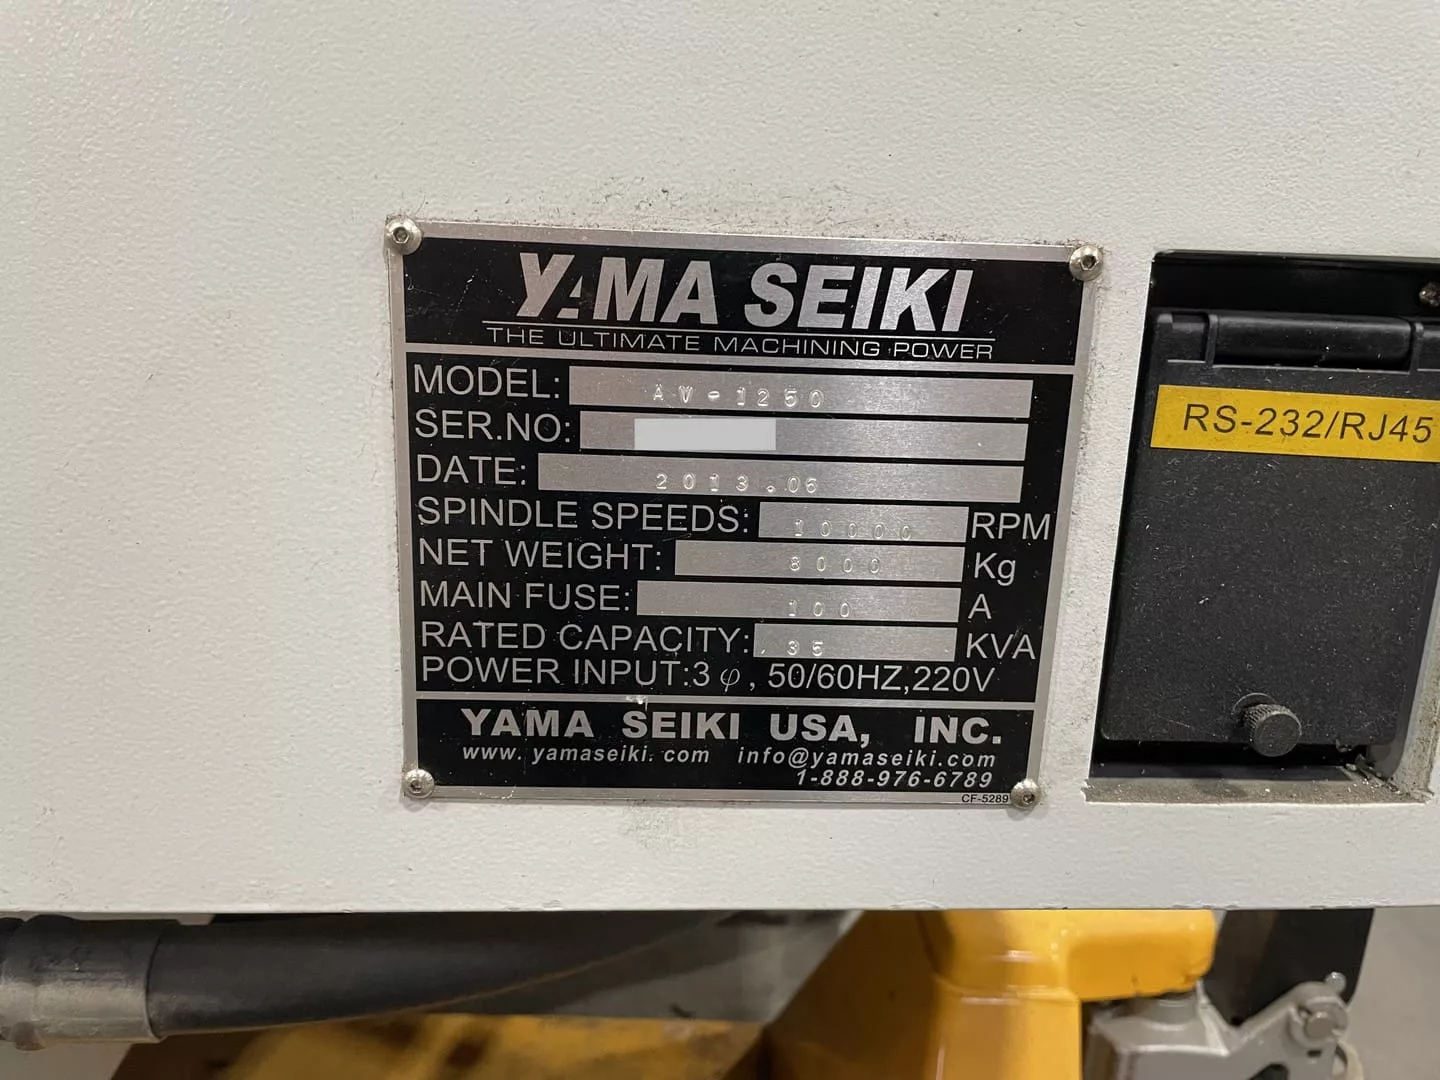 YAMA SEIKI
THE ULTIMATE MACHINING POWER
MODEL: AV-1250
SER.NO:
DATE: 2013.06
SPINDLE SPEEDS: 10000 RPM
NET WEIGHT: 8000 Kg
MAIN FUSE: 100 A
RATED CAPACITY: 35 KVA
POWER INPUT:3φ, 50/60HZ,220V
YAMA SEIKI USA, INC.
www.yamaseiki.com info@yamaseiki.com
1-888-976-6789
CF-5289
RS-232/RJ45